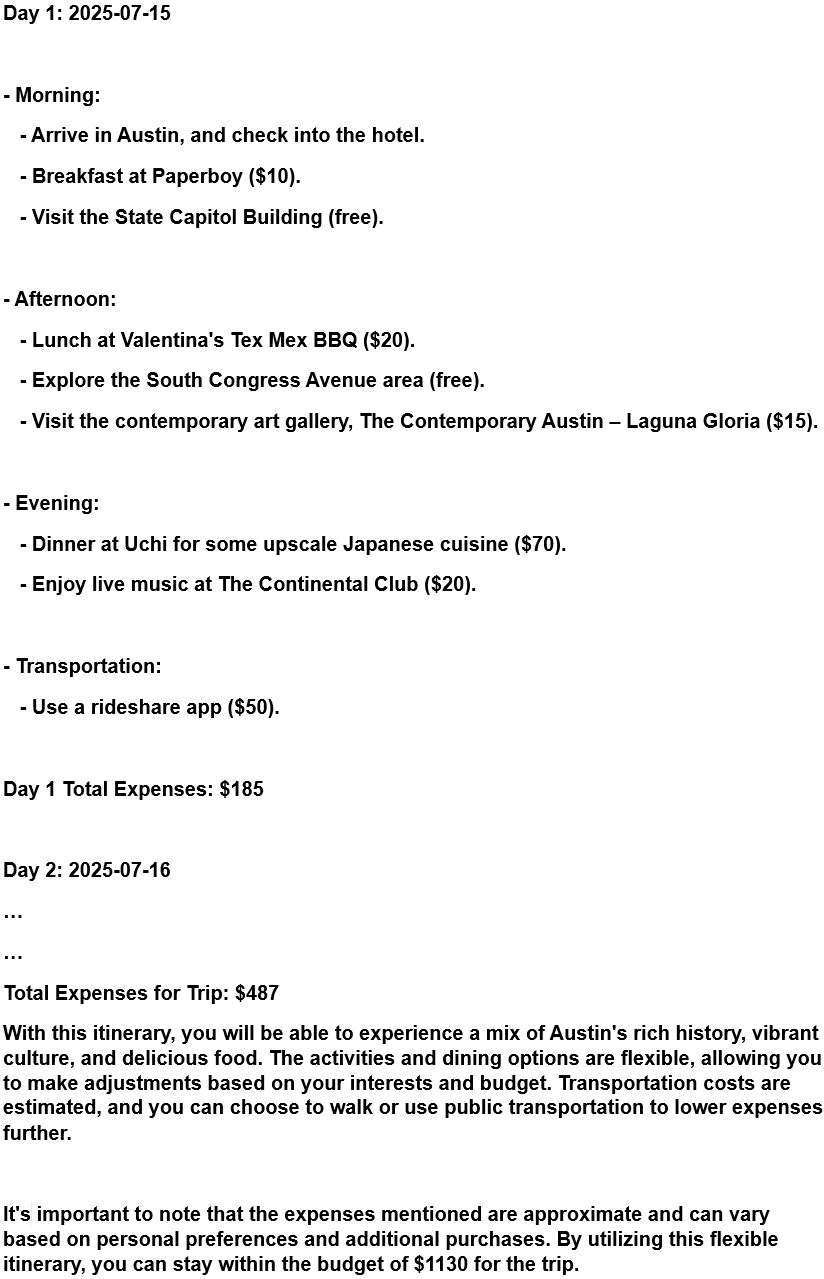 Day 1: 2025-07-15
- Morning:
- Arrive in Austin, and check into the hotel.
- Breakfast at Paperboy ($10).
- Visit the State Capitol Building (free).
- Afternoon:
- Lunch at Valentina's Tex Mex BBQ ($20).
- Explore the South Congress Avenue area (free).
- Visit the contemporary art gallery, The Contemporary Austin – Laguna Gloria ($15).
- Evening:
- Dinner at Uchi for some upscale Japanese cuisine ($70).
- Enjoy live music at The Continental Club ($20).
- Transportation:
- Use a rideshare app ($50).
Day 1 Total Expenses: $185
Day 2: 2025-07-16
…
…
Total Expenses for Trip: $487
With this itinerary, you will be able to experience a mix of Austin's rich history, vibrant
culture, and delicious food. The activities and dining options are flexible, allowing you
to make adjustments based on your interests and budget. Transportation costs are
estimated, and you can choose to walk or use public transportation to lower expenses
further.
It's important to note that the expenses mentioned are approximate and can vary
based on personal preferences and additional purchases. By utilizing this flexible
itinerary, you can stay within the budget of $1130 for the trip.